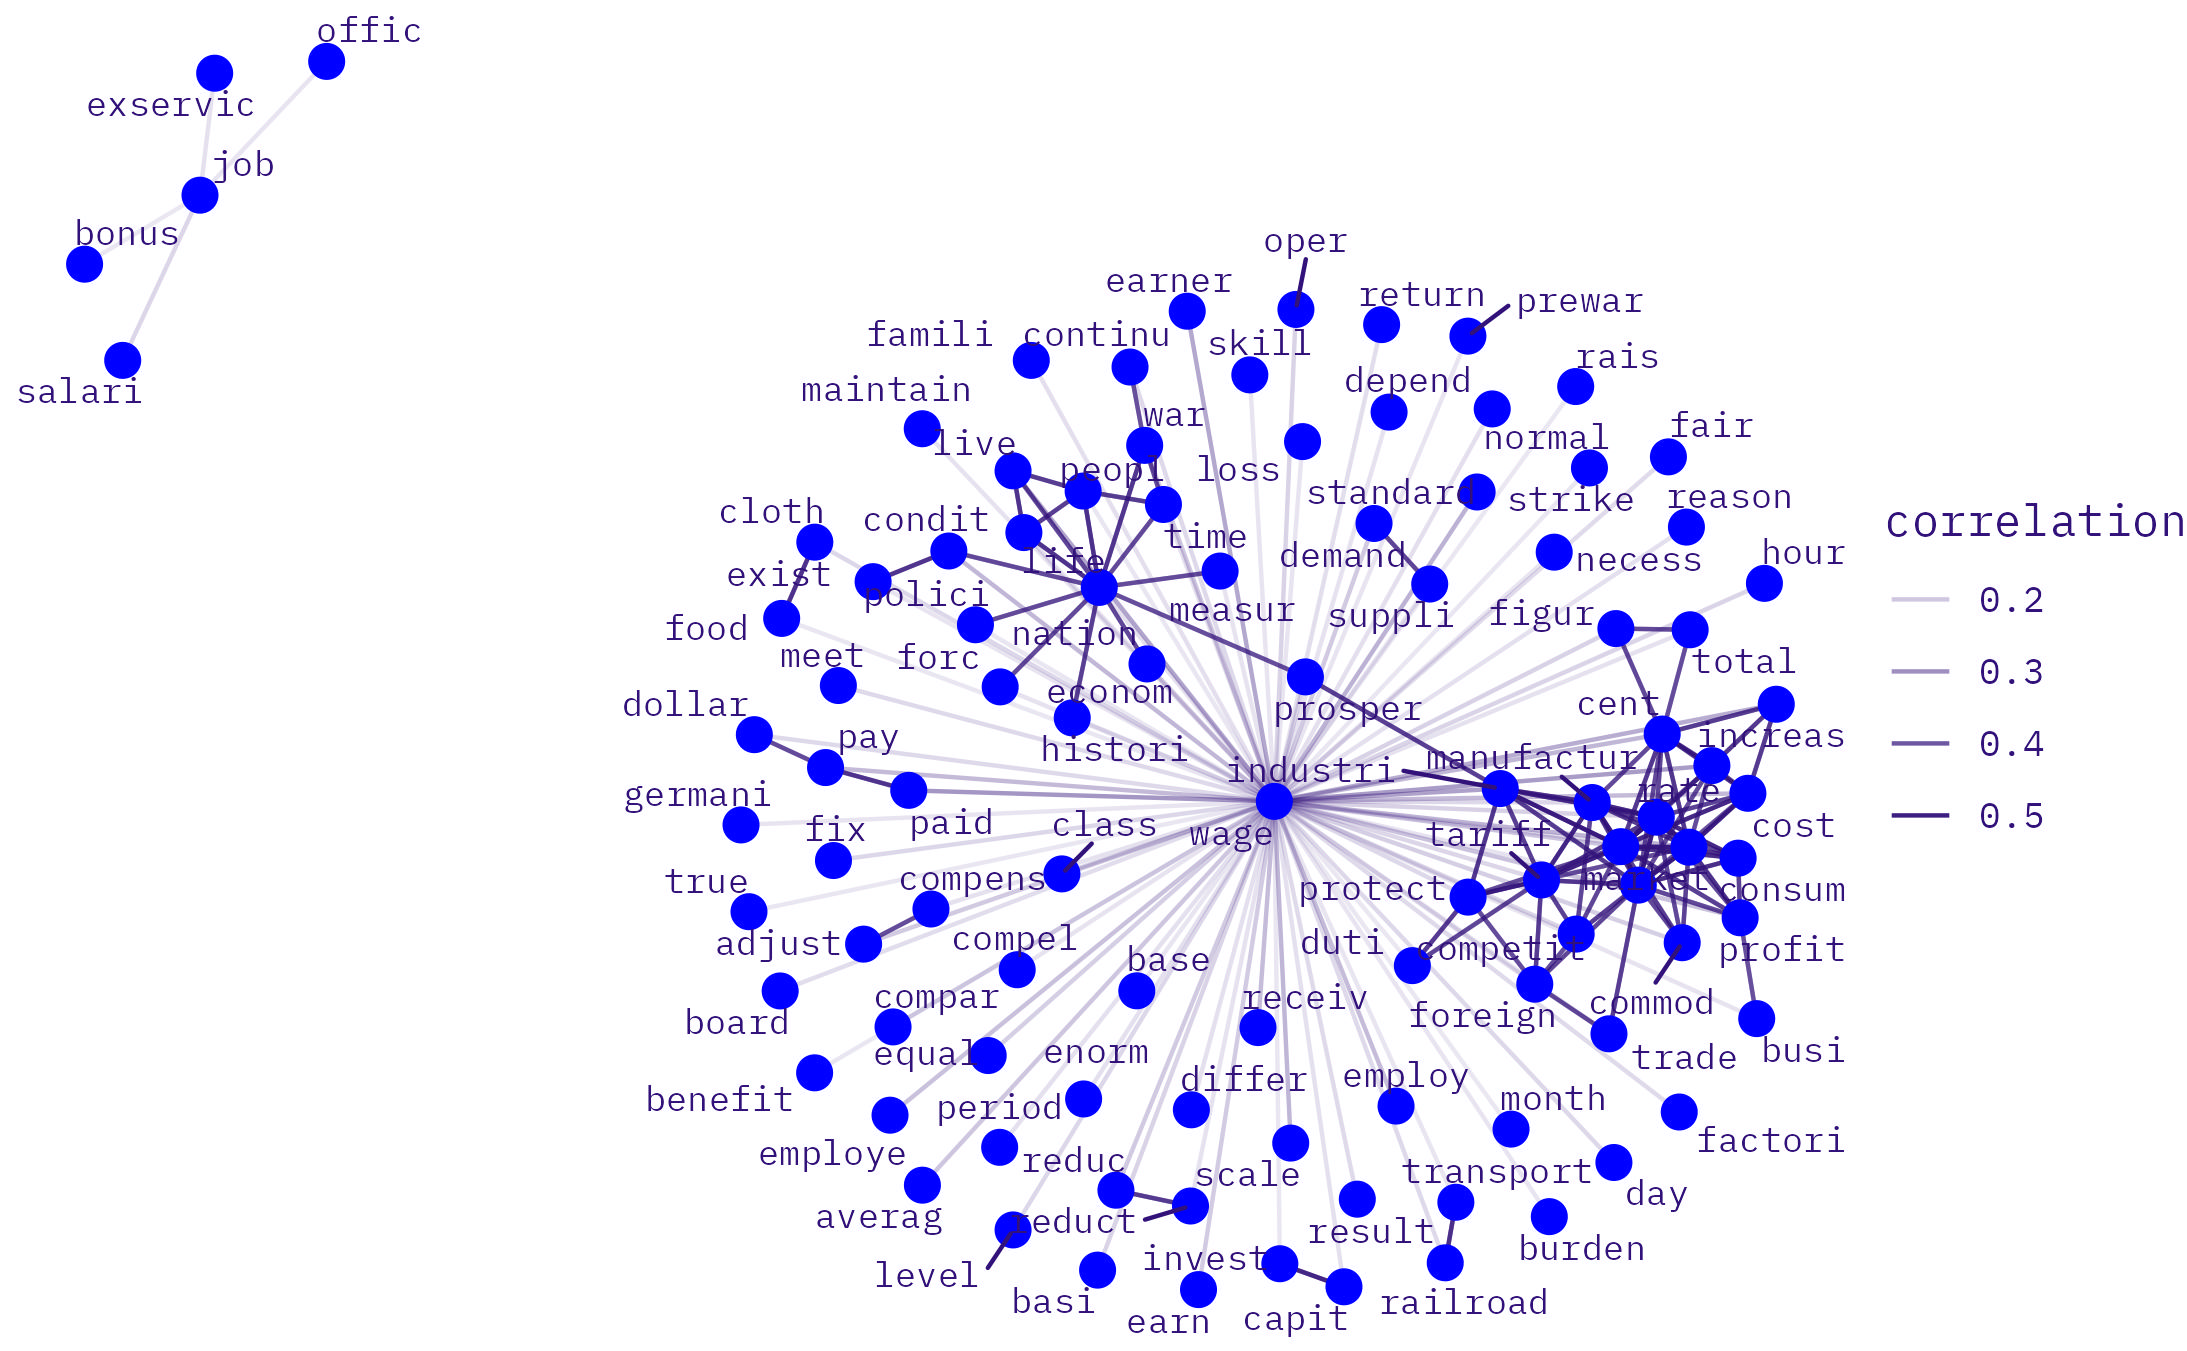 offic
exservic
job
bonus
salari
oper
earner
return
prewar
famili
continu
skill
rais
maintain
depend
war
fair
live
normal
peopl
loss
standard
strike
reason
cloth
condit
time
demand
necess
hour
exist
life
polici
measur
suppli
figur
food
nation
meet
forc
total
dollar
econom
prosper
cent
pay
histori
increas
industri
manufactur
germani
rate
fix
paid
class
wage
tariff
cost
true
compens
protect
market
consum
adjust
compel
duti
competit
profit
base
compar
receiv
commod
board
foreign
equal
enorm
trade
busi
benefit
period
differ
employ
month
factori
employe
reduc
scale
transport
day
averag
reduct
result
burden
level
invest
basi
earn
capit
railroad
correlation
0.2
0.3
0.4
0.5